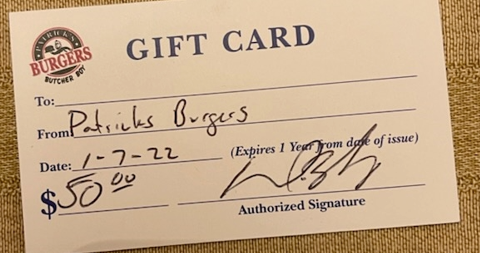 PATRICK'S
BURGERS
BUTCHER BOY
GIFT CARD
To:
From: Patricks Burgers
Date: 1-7-22 (Expires 1 Year from date of issue)
$50.00
Authorized Signature